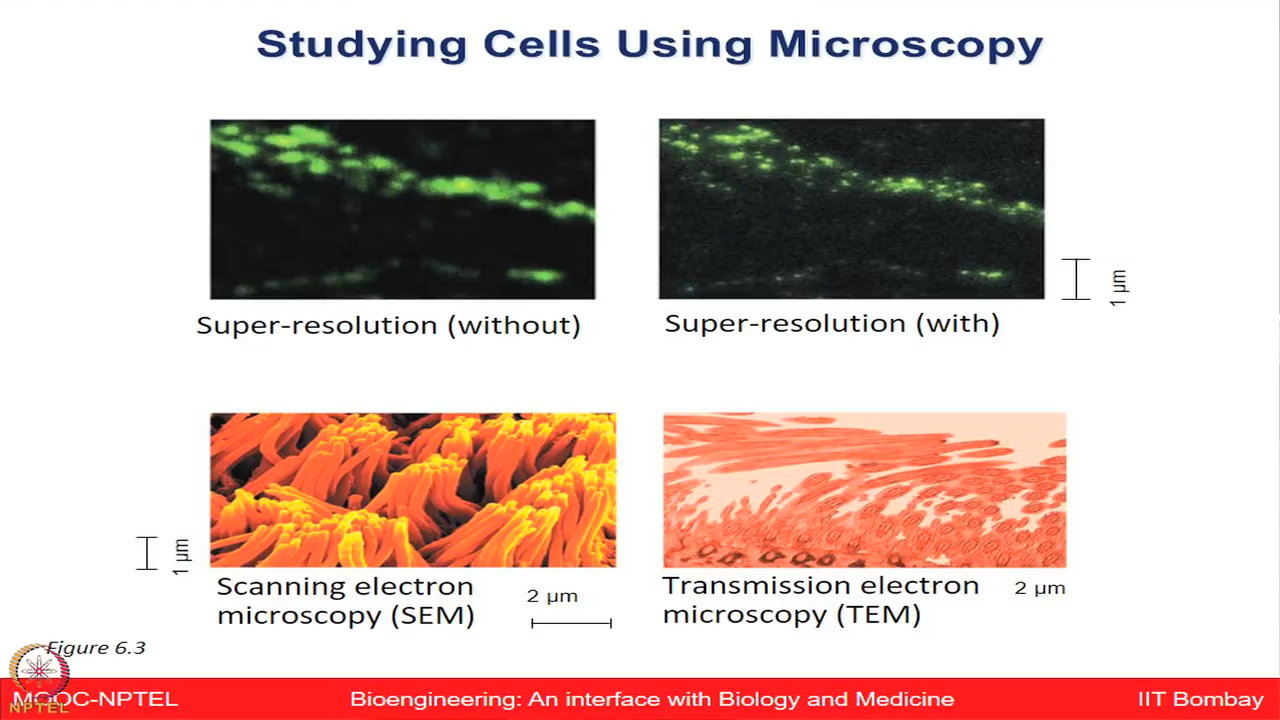 Studying Cells Using Microscopy
Super-resolution (without)
Super-resolution (with)
1 µm
1 µm
Scanning electron
microscopy (SEM)
2 µm
Transmission electron
microscopy (TEM)
2 µm
Figure 6.3
NPTEL
MOOC-NPTEL
Bioengineering: An interface with Biology and Medicine
IIT Bombay